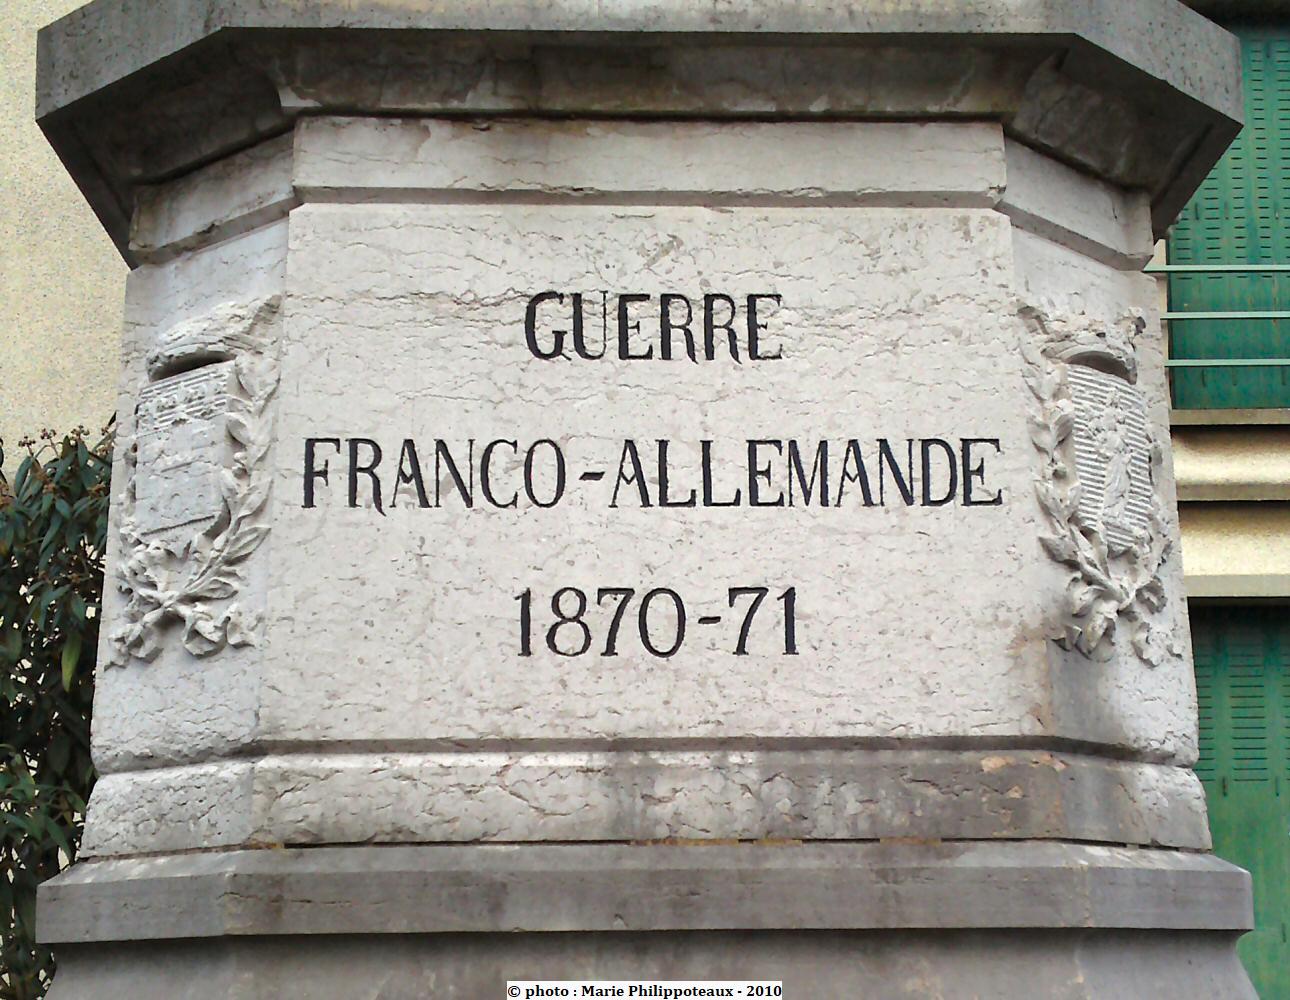 GUERRE
FRANCO-ALLEMANDE
1870-71
© photo : Marie Philippoteaux - 2010